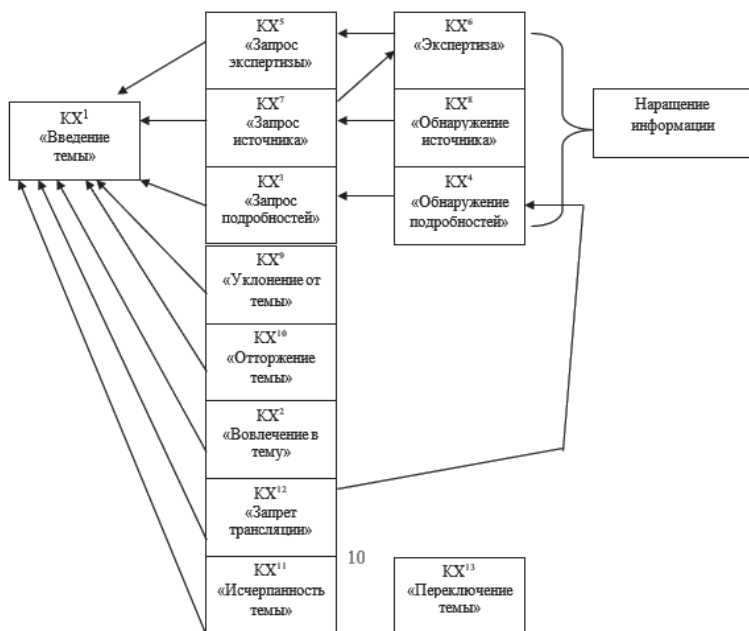 КХ⁵
«Запрос
экспертизы»
КХ⁶
«Экспертиза»
КХ¹
«Введение
темы»
КХ⁷
«Запрос
источника»
КХ⁸
«Обнаружение
источника»
Наращение
информации
КХ³
«Запрос
подробностей»
КХ⁴
«Обнаружение
подробностей»
КХ⁹
«Уклонение от
темы»
КХ¹⁰
«Отторжение
темы»
КХ²
«Вовлечение в
тему»
КХ¹²
«Запрет
трансляции»
10
КХ¹¹
«Исчерпанность
темы»
КХ¹³
«Переключение
темы»